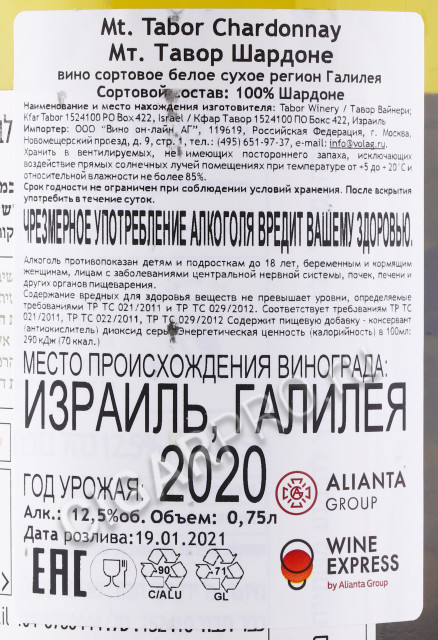 Mt. Tabor Chardonnay
Мт. Тавор Шардоне
вино сортовое белое сухое регион Галилея
Сортовой состав: 100% Шардоне
Наименование и место нахождения изготовителя: Tabor Winery / Тавор Вайнери;
Kfar Tabor 1524100 PO Box 422, Israel / Кфар Тавор 1524100 ПО Бокс 422, Израиль
Импортер: ООО "Вино он-лайн АГ", 119619, Российская Федерация, г. Москва,
Новомещерский проезд, д. 9, стр. 1, тел.: (495) 651-97-37, e-mail: info@volag.ru.
Хранить в вентилируемых, не имеющих постороннего запаха, исключающих
воздействие прямых солнечных лучей помещениях при температуре от +5 до +20°С и
относительной влажности не более 85%.
Срок годности не ограничен при соблюдении условий хранения. После вскрытия
употребить в течение суток.
ЧРЕЗМЕРНОЕ УПОТРЕБЛЕНИЕ АЛКОГОЛЯ ВРЕДИТ ВАШЕМУ ЗДОРОВЬЮ.
Алкоголь противопоказан детям и подросткам до 18 лет, беременным и кормящим
женщинам, лицам с заболеваниями центральной нервной системы, почек, печени и
других органов пищеварения.
Содержание вредных для здоровья веществ не превышает уровни, определяемые
требованиями ТР ТС 021/2011 и ТР ТС 029/2012. Соответствует требованиям ТР ТС
021/2011, ТР ТС 022/2011, ТР ТС 029/2012 Содержит пищевую добавку - консервант
(антиокислитель) диоксид серы. Энергетическая ценность (калорийность) в 100мл:
290 кДж (70 ккал.)
МЕСТО ПРОИСХОЖДЕНИЯ ВИНОГРАДА:
ИЗРАИЛЬ, ГАЛИЛЕЯ
ГОД УРОЖАЯ: 2020
ALIANTA
GROUP
Алк.: 12,5%об. Объем: 0,75л
Дата розлива:19.01.2021
WINE
EXPRESS
by Alianta Group
EAC
90
C/ALU
71
GL
CIGARPRO.RU